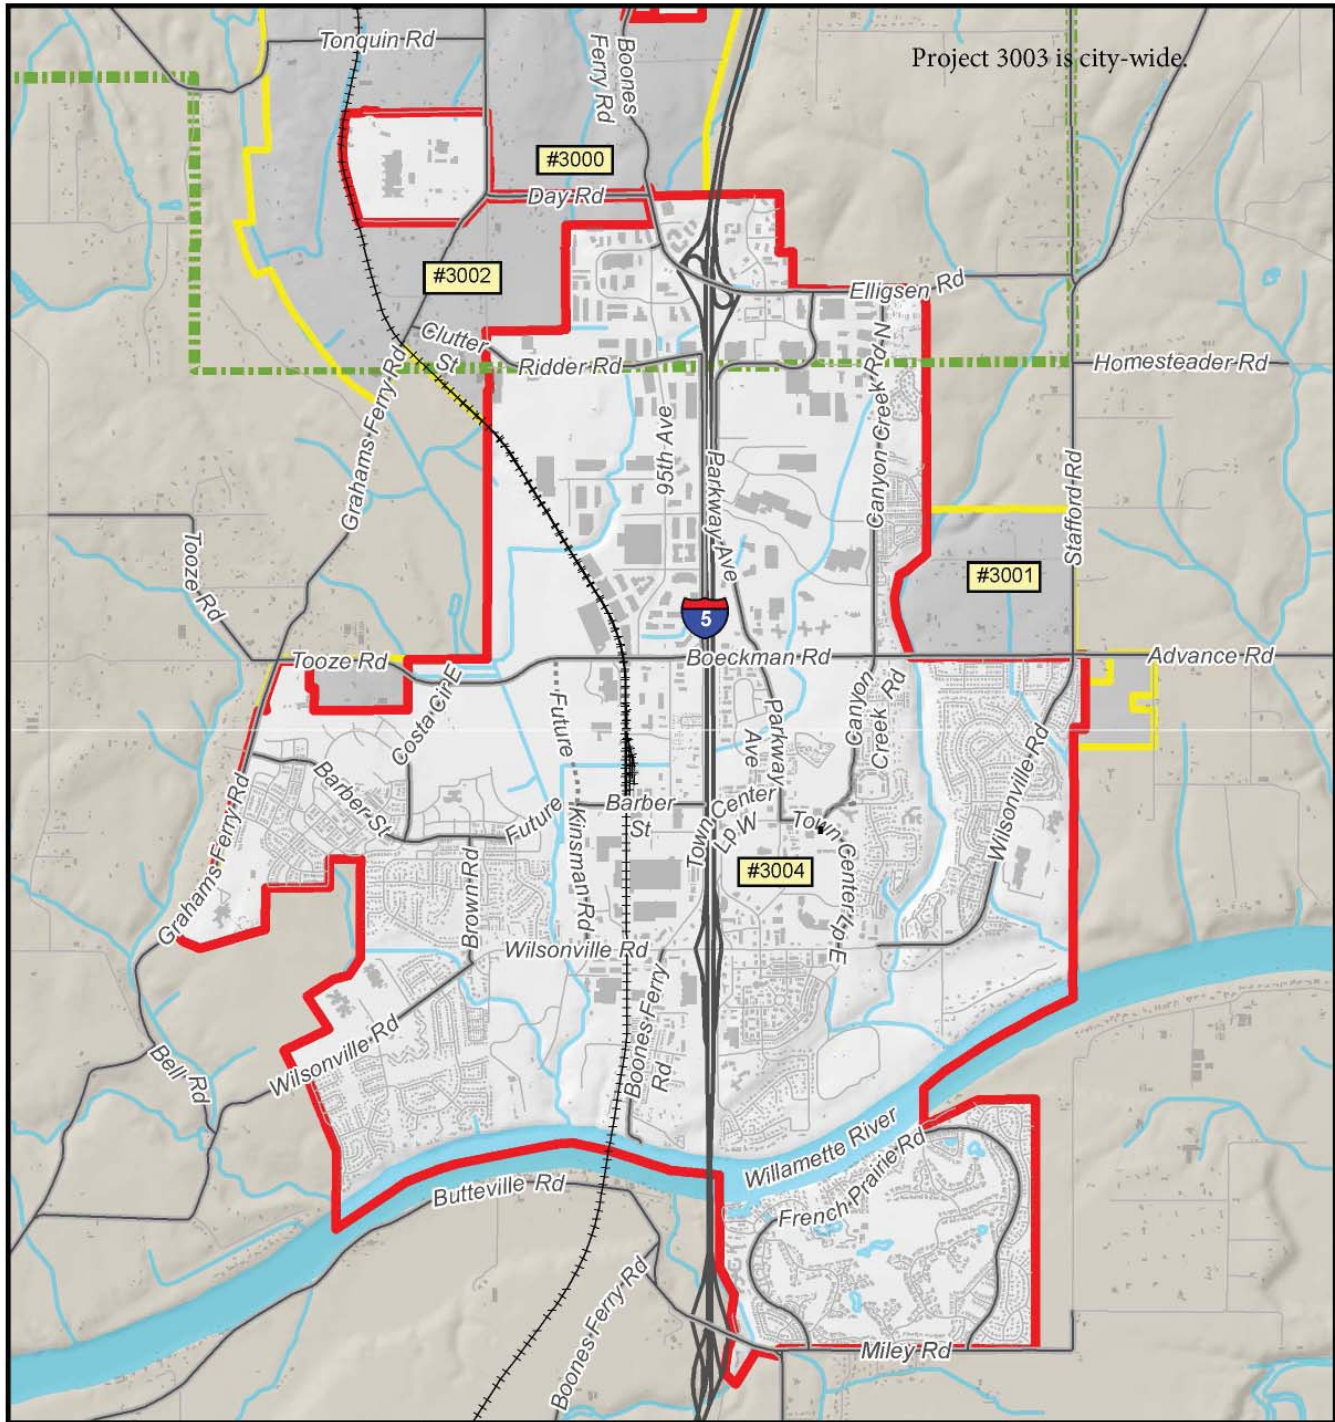 Tonquin Rd
Boones
Ferry Rd
Project 3003 is city-wide.
#3000
Day Rd
#3002
Elligsen Rd
Clutter
St
Ridder Rd
Homesteader Rd
Grahams Ferry Rd
95th Ave
Parkway Ave
Canyon Creek Rd N
Stafford Rd
Tooze Rd
#3001
5
Tooze Rd
Boeckman Rd
Advance Rd
Costa Cir E
Future
Parkway
Ave
Canyon
Creek Rd
Wilsonville Rd
Barber St
Future
Barber
St
Town Center
Lp W
Town Center Lp E
Grahams Ferry Rd
Kinsman Rd
#3004
Brown Rd
Wilsonville Rd
Boones Ferry
Rd
Wilsonville Rd
Bell Rd
Willamette River
Butteville Rd
French Prairie Rd
Boones Ferry Rd
Miley Rd